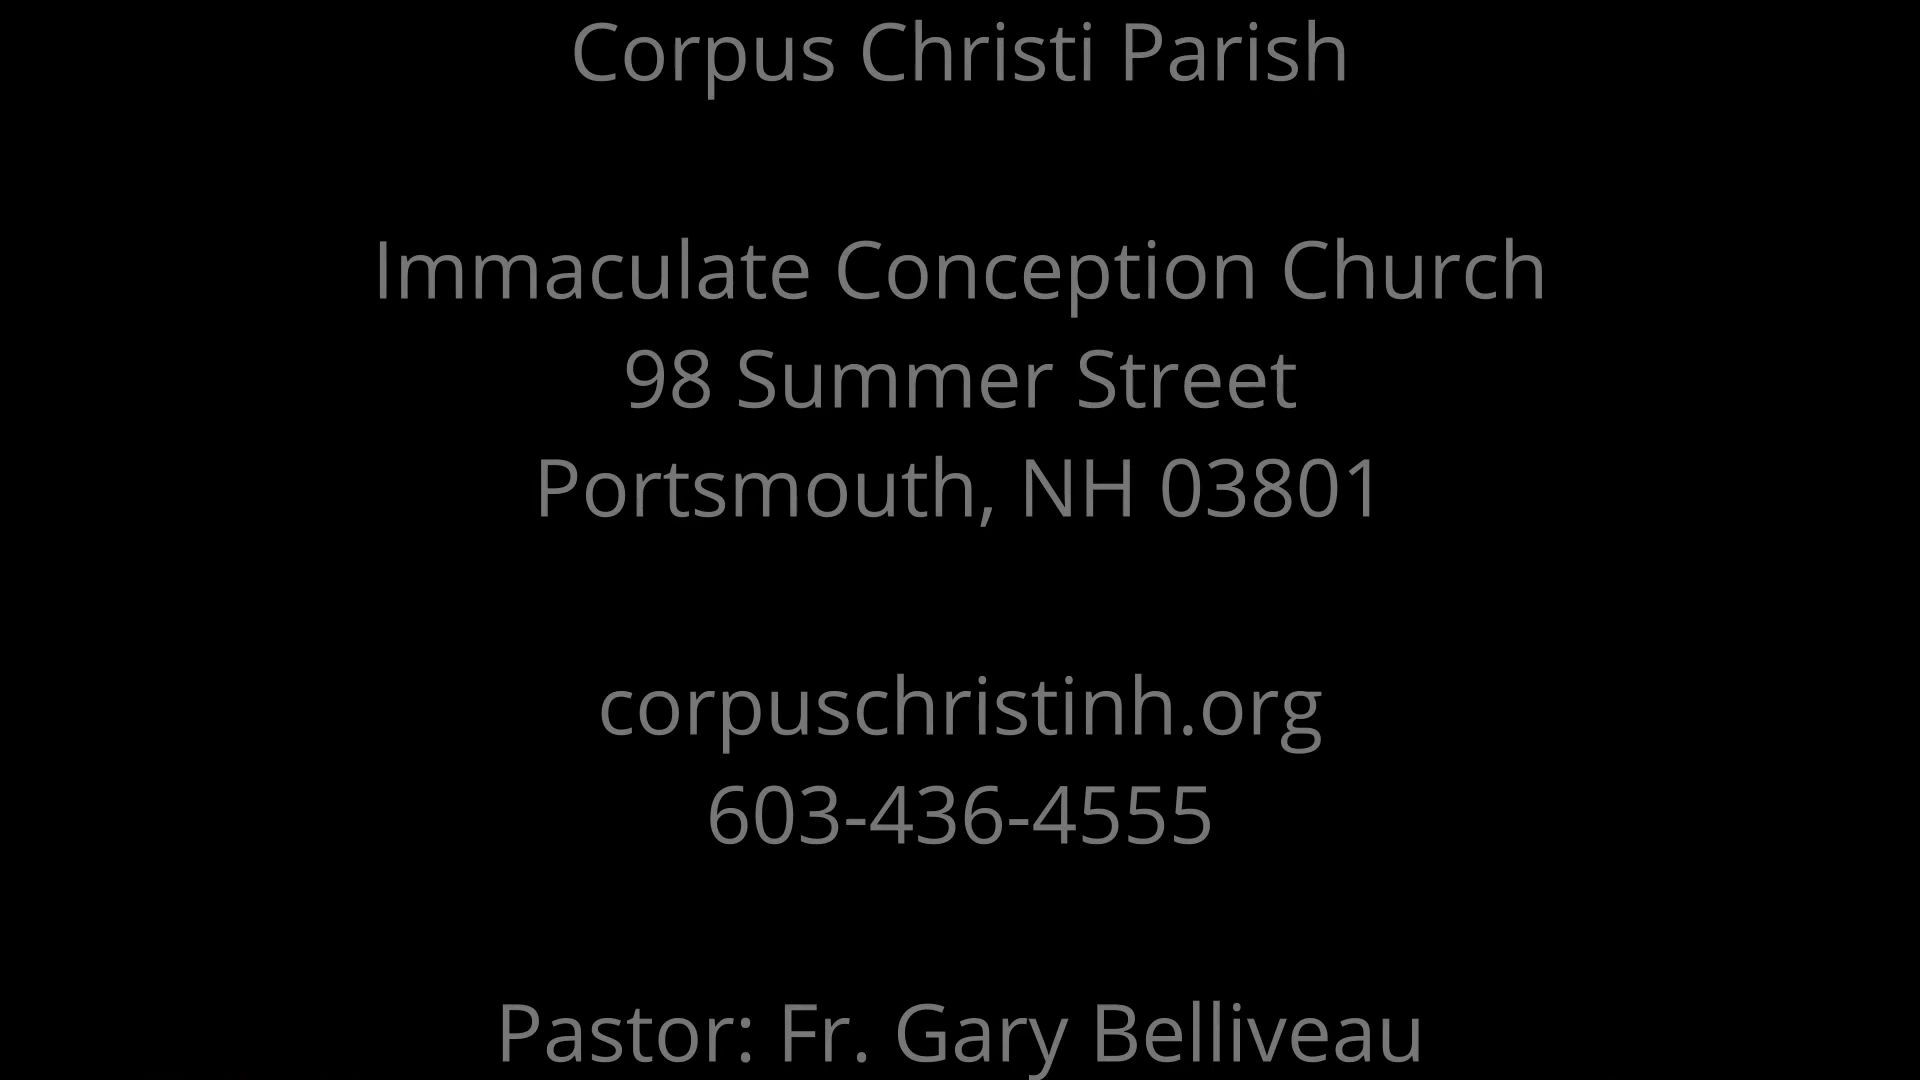 Corpus Christi Parish
Immaculate Conception Church
98 Summer Street
Portsmouth, NH 03801
corpuschristinh.org
603-436-4555
Pastor: Fr. Gary Belliveau